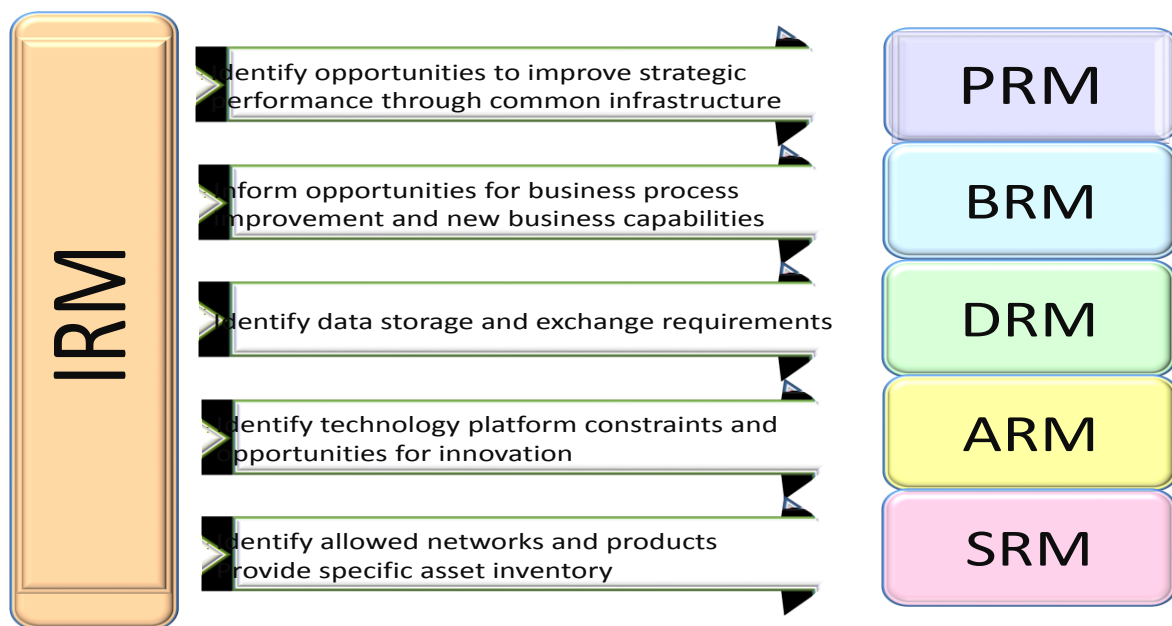 IRM
Identify opportunities to improve strategic
performance through common infrastructure
PRM
Inform opportunities for business process
improvement and new business capabilities
BRM
Identify data storage and exchange requirements
DRM
Identify technology platform constraints and
opportunities for innovation
ARM
Identify allowed networks and products
Provide specific asset inventory
SRM